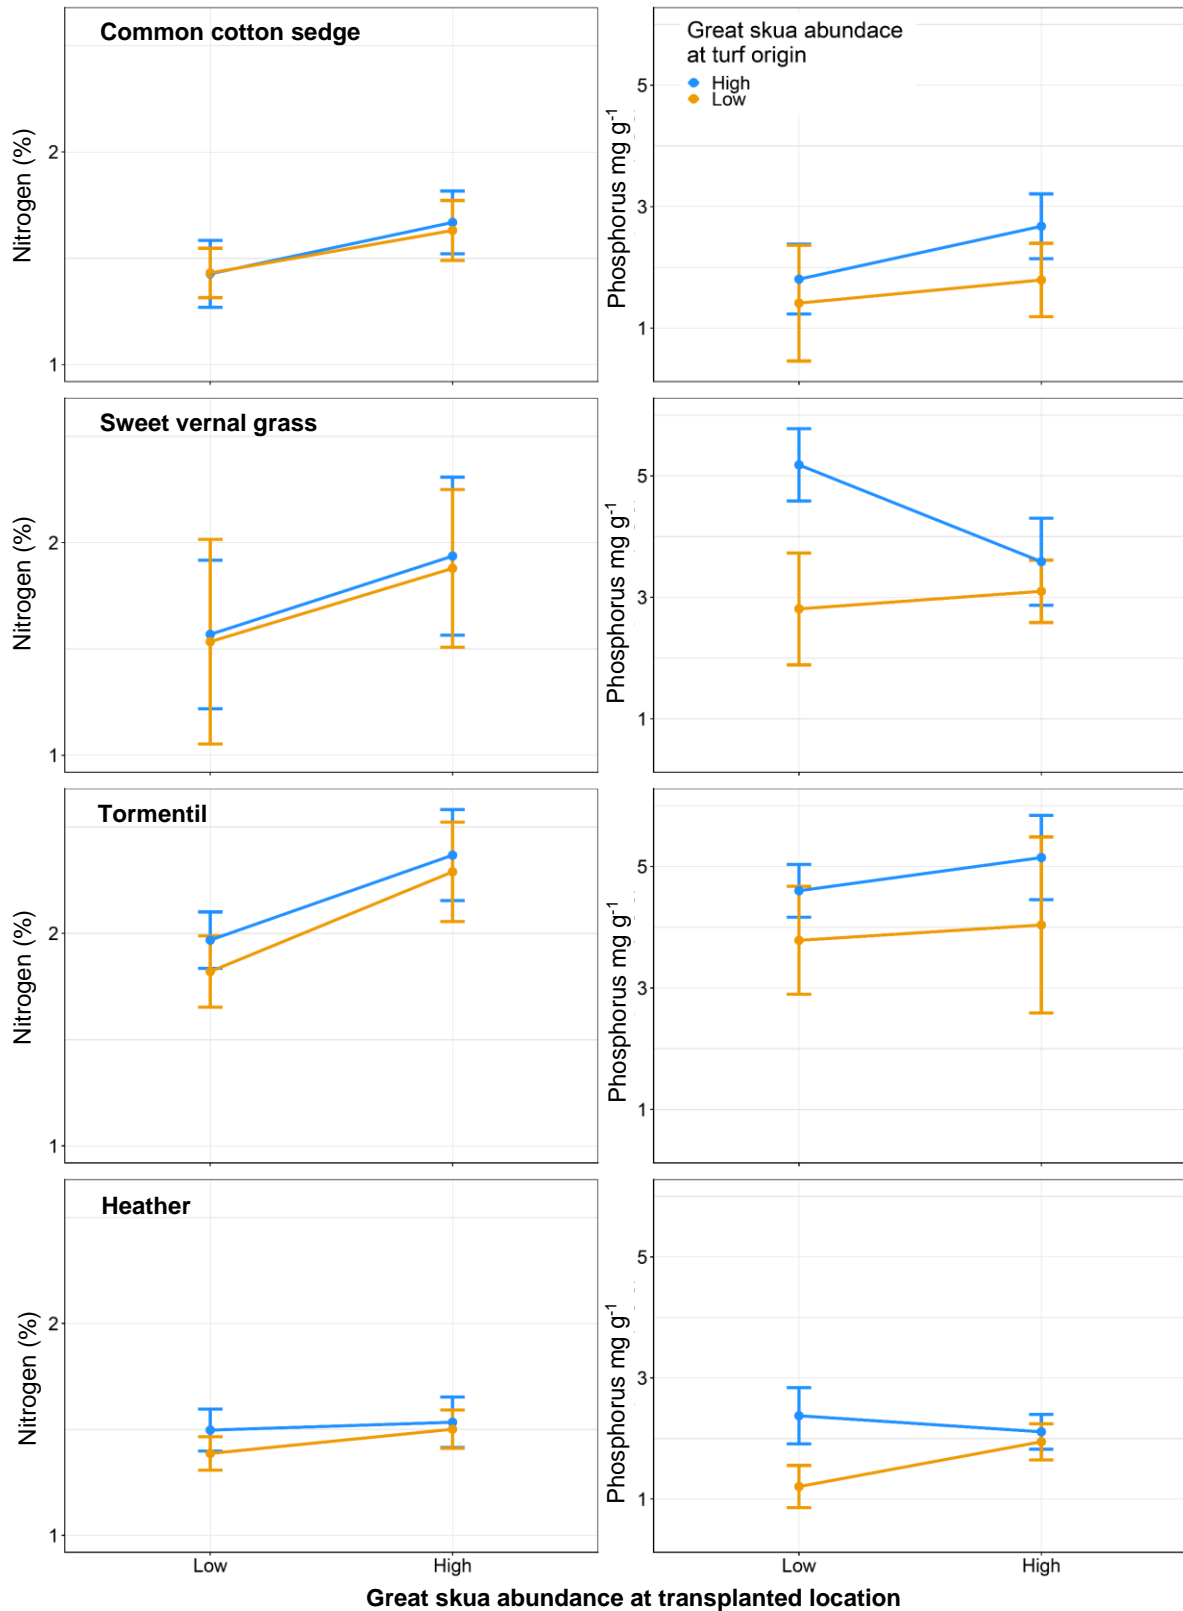 Common cotton sedge
Nitrogen (%)
2
1
Great skua abundace
at turf origin
High
Low
Phosphorus mg g-1
5
3
1
Sweet vernal grass
Nitrogen (%)
2
1
Phosphorus mg g-1
5
3
1
Tormentil
Nitrogen (%)
2
1
Phosphorus mg g-1
5
3
1
Heather
Nitrogen (%)
2
1
Phosphorus mg g-1
5
3
1
Low High
Low High
Great skua abundance at transplanted location